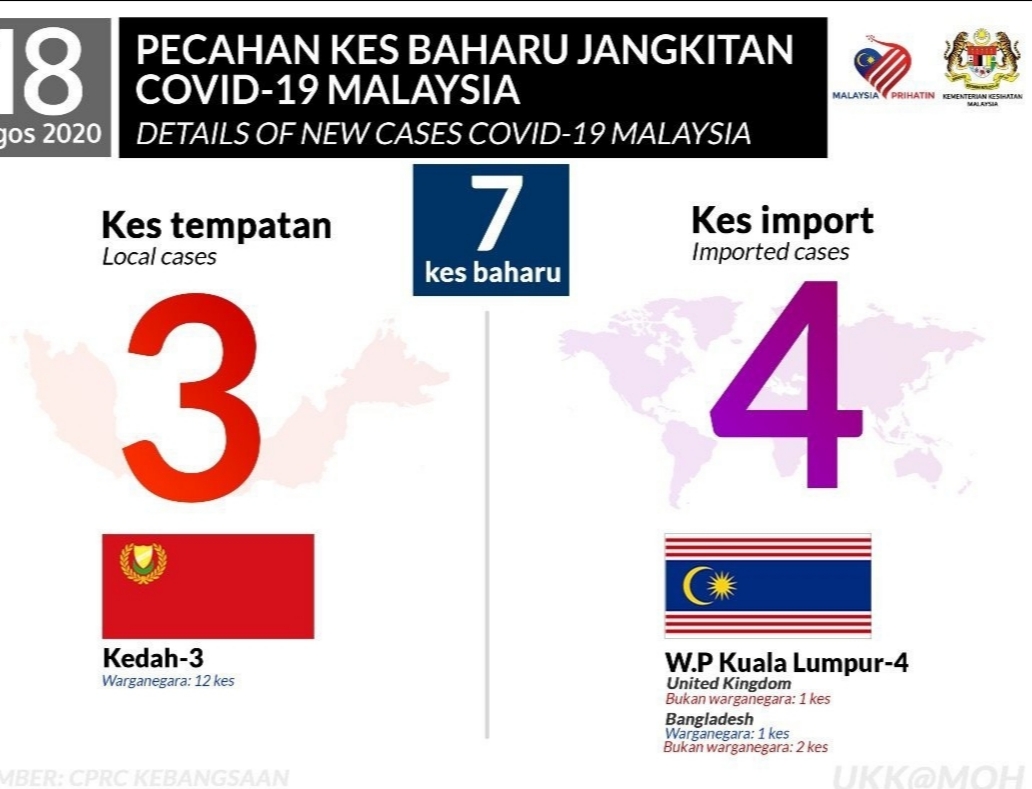 18
gos 2020
PECAHAN KES BAHARU JANGKITAN
COVID-19 MALAYSIA
DETAILS OF NEW CASES COVID-19 MALAYSIA
MALAYSIA PRIHATIN
KEMENTERIAN KESIHATAN
MALAYSIA
7
kes baharu
Kes tempatan
Local cases
3
Kes import
Imported cases
4
Kedah-3
Warganegara: 12 kes
W.P Kuala Lumpur-4
United Kingdom
Bukan warganegara: 1 kes
Bangladesh
Warganegara: 1 kes
Bukan warganegara: 2 kes
MBER: CPRC KEBANGSAAN
UKK@MOH